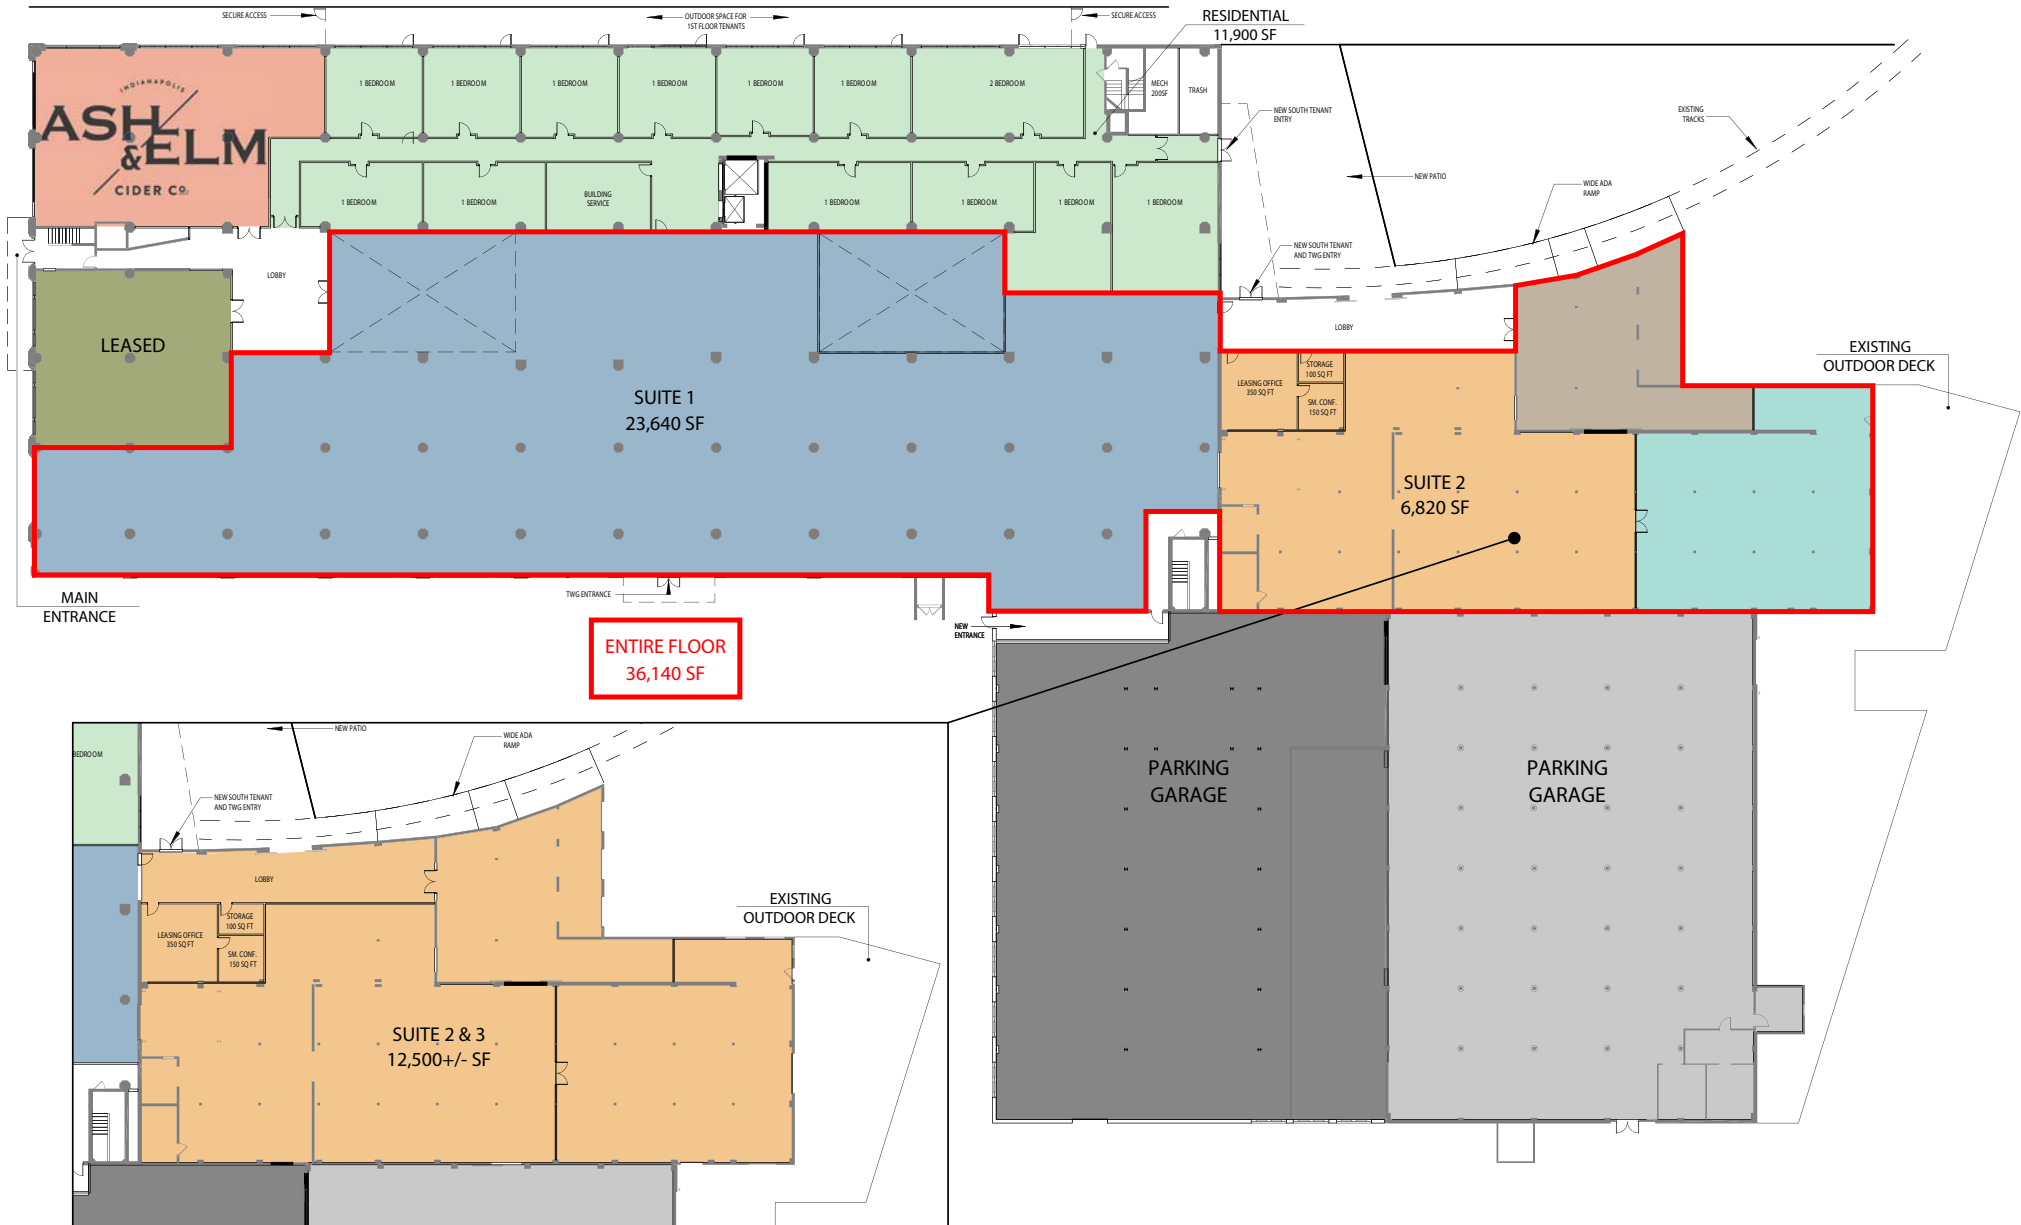 SECURE ACCESS
OUTDOOR SPACE FOR
1ST FLOOR TENANTS
SECURE ACCESS
RESIDENTIAL
11,900 SF
INDIANAPOLIS
ASH
& ELM
CIDER CO.
1 BEDROOM
1 BEDROOM
1 BEDROOM
1 BEDROOM
1 BEDROOM
1 BEDROOM
2 BEDROOM
MECH
200SF
TRASH
NEW SOUTH TENANT
ENTRY
EXISTING
TRACKS
NEW PATIO
WIDE ADA
RAMP
1 BEDROOM
1 BEDROOM
BUILDING
SERVICE
1 BEDROOM
1 BEDROOM
1 BEDROOM
1 BEDROOM
NEW SOUTH TENANT
AND TWG ENTRY
LOBBY
LOBBY
LEASED
EXISTING
OUTDOOR DECK
LEASING OFFICE
350 SQ FT
STORAGE
100 SQ FT
SM. CONF.
150 SQ FT
SUITE 1
23,640 SF
SUITE 2
6,820 SF
MAIN
ENTRANCE
TWG ENTRANCE
NEW
ENTRANCE
ENTIRE FLOOR
36,140 SF
PARKING
GARAGE
PARKING
GARAGE
BEDROOM
NEW PATIO
WIDE ADA
RAMP
NEW SOUTH TENANT
AND TWG ENTRY
LOBBY
EXISTING
OUTDOOR DECK
LEASING OFFICE
350 SQ FT
STORAGE
100 SQ FT
SM. CONF.
150 SQ FT
SUITE 2 & 3
12,500+/- SF